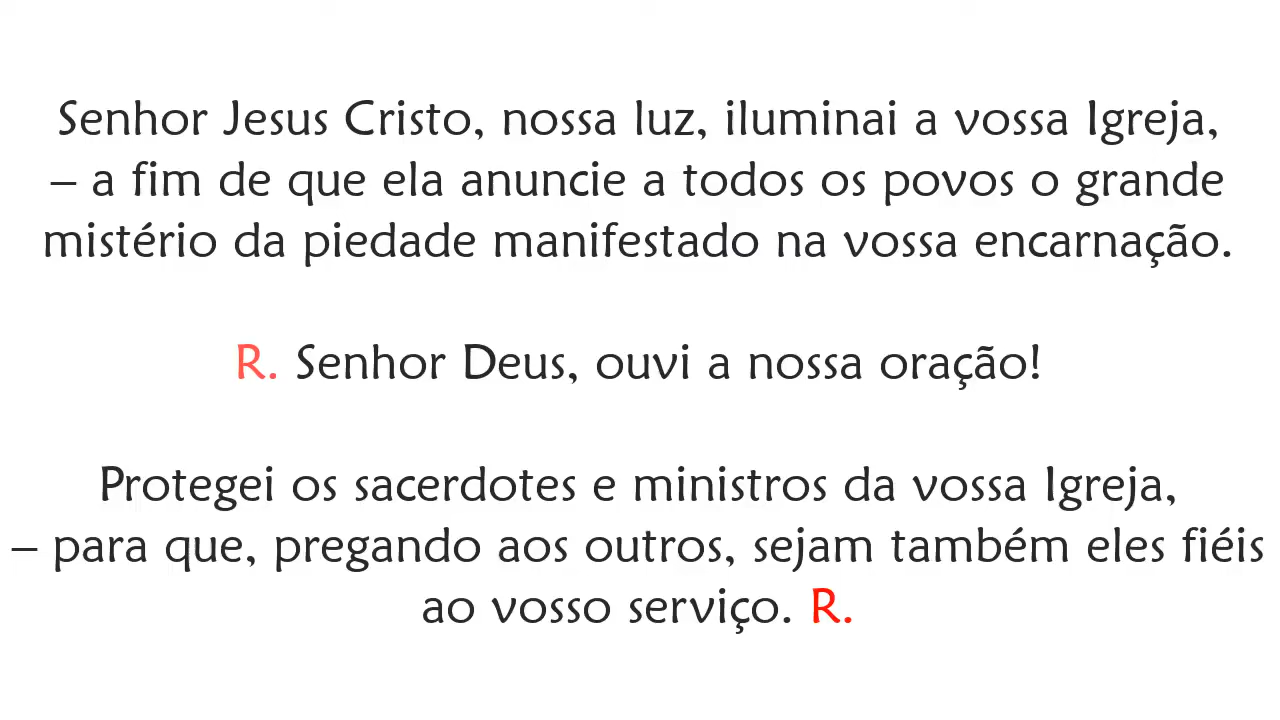 Senhor Jesus Cristo, nossa luz, iluminai a vossa Igreja,
– a fim de que ela anuncie a todos os povos o grande
mistério da piedade manifestado na vossa encarnação.
R. Senhor Deus, ouvi a nossa oração!
Protegei os sacerdotes e ministros da vossa Igreja,
– para que, pregando aos outros, sejam também eles fiéis
ao vosso serviço. R.